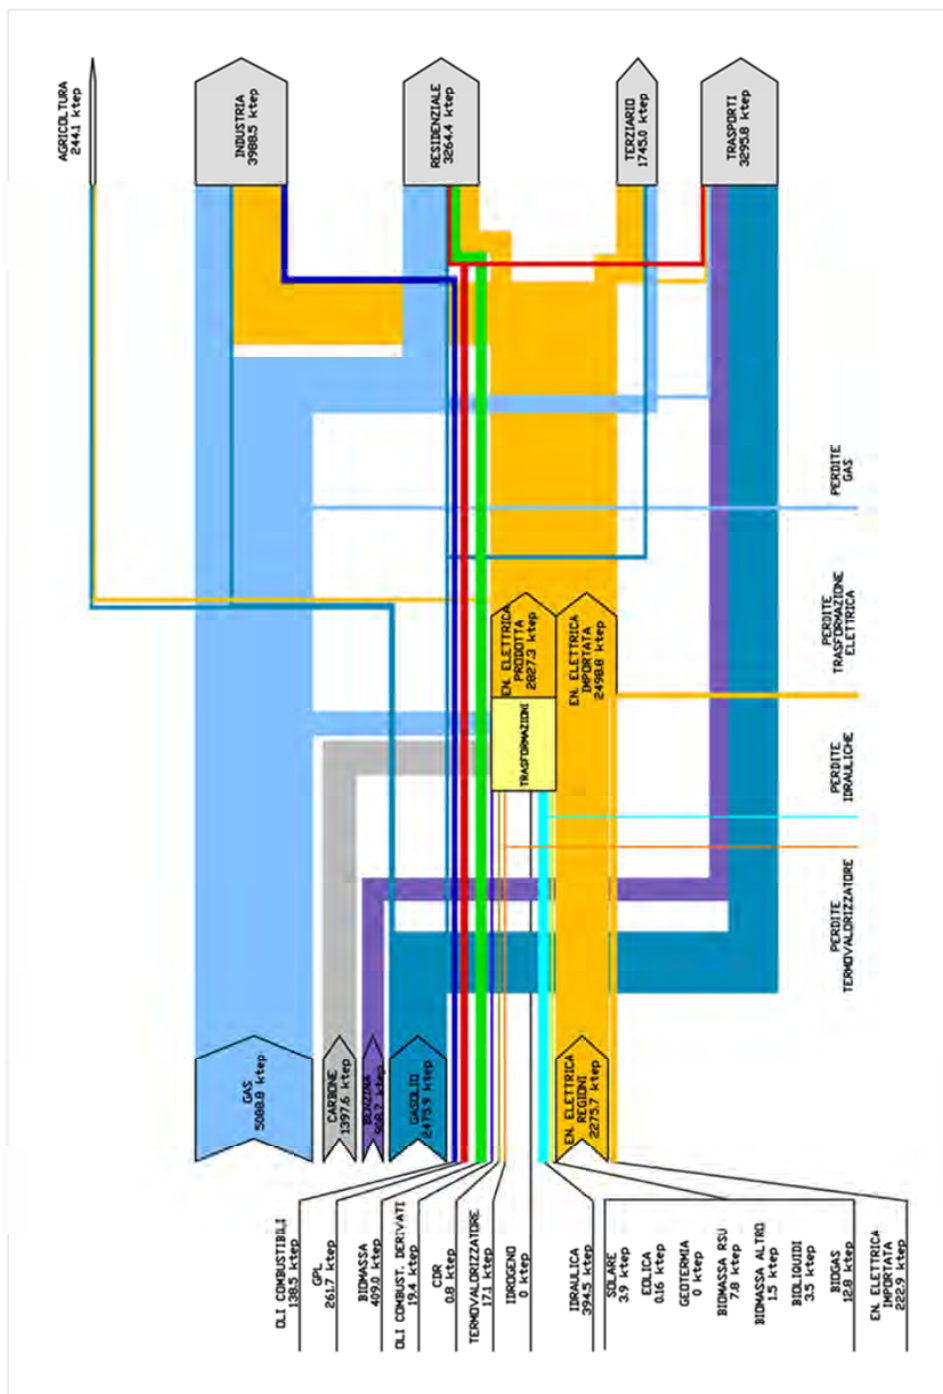 AGRICOLTURA
244.1 ktep
INDUSTRIA
3988.5 ktep
RESIDENZIALE
3264.4 ktep
TERZIARIO
1745.0 ktep
TRASPORTI
3295.8 ktep
PERDITE
GAS
PERDITE
TRASFORMAZIONE
ELETTRICA
PERDITE
IDRAULICHE
PERDITE
TERMOVALORIZZATORE
EN. ELETTRICA
PRODOTTA
2827.3 ktep
EN. ELETTRICA
IMPORTATA
2498.8 ktep
TRASFORMAZIONI
GAS
5088.8 ktep
CARBONE
1397.6 ktep
BENZINA
908.7 ktep
GASOLIO
2475.9 ktep
EN. ELETTRICA
REGIONI
2275.7 ktep
OLI COMBUSTIBILI
138.5 ktep
GPL
261.7 ktep
BIOMASSA
409.0 ktep
OLI COMBUST. DERIVATI
19.4 ktep
CDR
0.8 ktep
TERMOVALORIZZATORE
17.1 ktep
IDROGENO
0 ktep
IDRAULICA
394.5 ktep
SOLARE
3.9 ktep
EOLICA
0.16 ktep
GEOTERMIA
0 ktep
BIOMASSA RSU
7.8 ktep
BIOMASSA ALTRO
1.5 ktep
BIOLIQUIDI
3.5 ktep
BIOGAS
12.8 ktep
EN. ELETTRICA
IMPORTATA
222.9 ktep